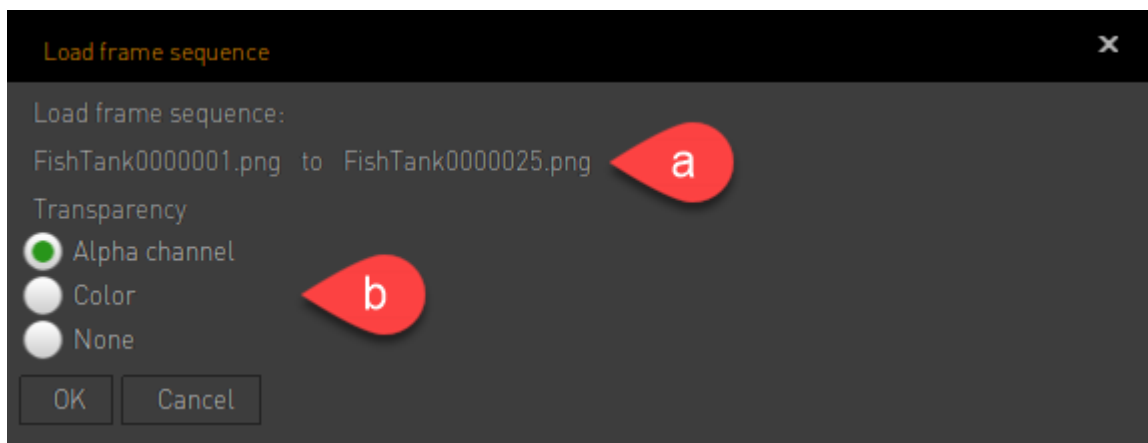 Load frame sequence
Load frame sequence:
FishTank0000001.png to FishTank0000025.png
a
Transparency
Alpha channel
Color
b
None
OK Cancel